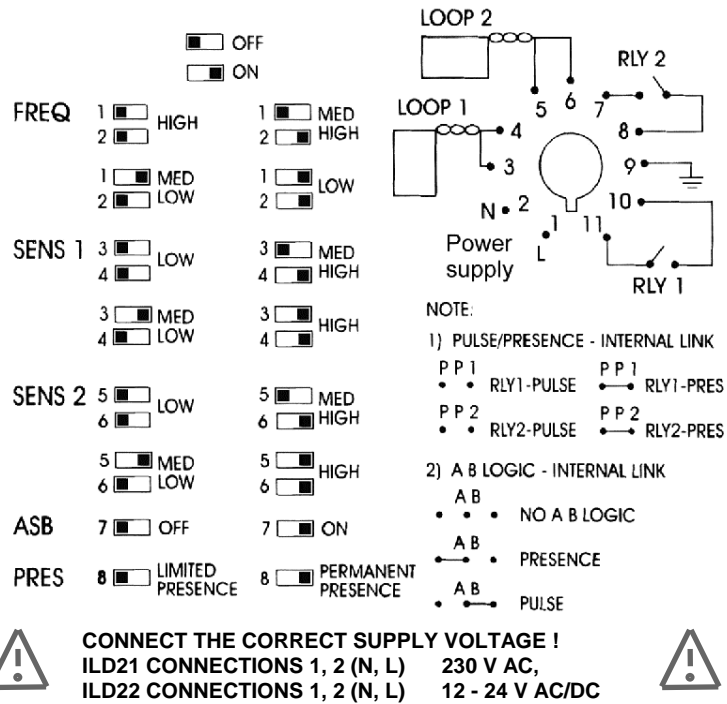 OFF
ON
FREQ
1
2
HIGH
1
2
MED
HIGH
1
2
MED
LOW
1
2
LOW
SENS 1
3
4
LOW
3
4
MED
HIGH
3
4
MED
LOW
3
4
HIGH
SENS 2
5
6
LOW
5
6
MED
HIGH
5
6
MED
LOW
5
6
HIGH
ASB
7
OFF
7
ON
PRES
8
LIMITED
PRESENCE
8
PERMANENT
PRESENCE
LOOP 2
RLY 2
LOOP 1
5
6
7
4
8
3
9
N
2
10
1
11
L
Power
supply
RLY 1
NOTE:
1) PULSE/PRESENCE - INTERNAL LINK
P P 1
RLY1-PULSE
P P 1
RLY1-PRES
P P 2
RLY2-PULSE
P P 2
RLY2-PRES
2) A B LOGIC - INTERNAL LINK
A B
NO A B LOGIC
A B
PRESENCE
A B
PULSE
CONNECT THE CORRECT SUPPLY VOLTAGE !
ILD21 CONNECTIONS 1, 2 (N, L) 230 V AC,
ILD22 CONNECTIONS 1, 2 (N, L) 12 - 24 V AC/DC